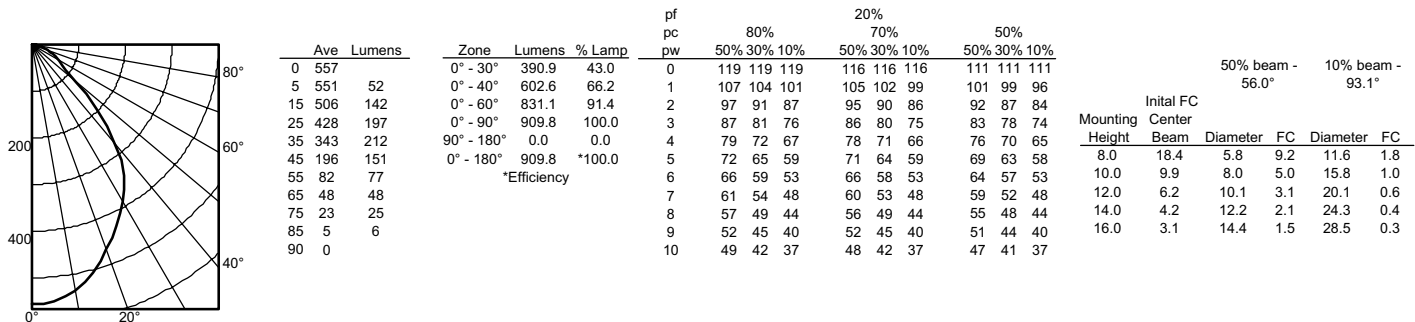 200
400
0°
20°
40°
60°
80°
Ave Lumens
0 557
5 551 52
15 506 142
25 428 197
35 343 212
45 196 151
55 82 77
65 48 48
75 23 25
85 5 6
90 0
Zone Lumens % Lamp
0° - 30° 390.9 43.0
0° - 40° 602.6 66.2
0° - 60° 831.1 91.4
0° - 90° 909.8 100.0
90° - 180° 0.0 0.0
0° - 180° 909.8 *100.0
*Efficiency
pf 20%
pc 80% 70% 50%
pw 50% 30% 10% 50% 30% 10% 50% 30% 10%
0 119 119 119 116 116 116 111 111 111
1 107 104 101 105 102 99 101 99 96
2 97 91 87 95 90 86 92 87 84
3 87 81 76 86 80 75 83 78 74
4 79 72 67 78 71 66 76 70 65
5 72 65 59 71 64 59 69 63 58
6 66 59 53 66 58 53 64 57 53
7 61 54 48 60 53 48 59 52 48
8 57 49 44 56 49 44 55 48 44
9 52 45 40 52 45 40 51 44 40
10 49 42 37 48 42 37 47 41 37
50% beam - 10% beam -
56.0° 93.1°
Inital FC
Mounting Center
Height Beam Diameter FC Diameter FC
8.0 18.4 5.8 9.2 11.6 1.8
10.0 9.9 8.0 5.0 15.8 1.0
12.0 6.2 10.1 3.1 20.1 0.6
14.0 4.2 12.2 2.1 24.3 0.4
16.0 3.1 14.4 1.5 28.5 0.3